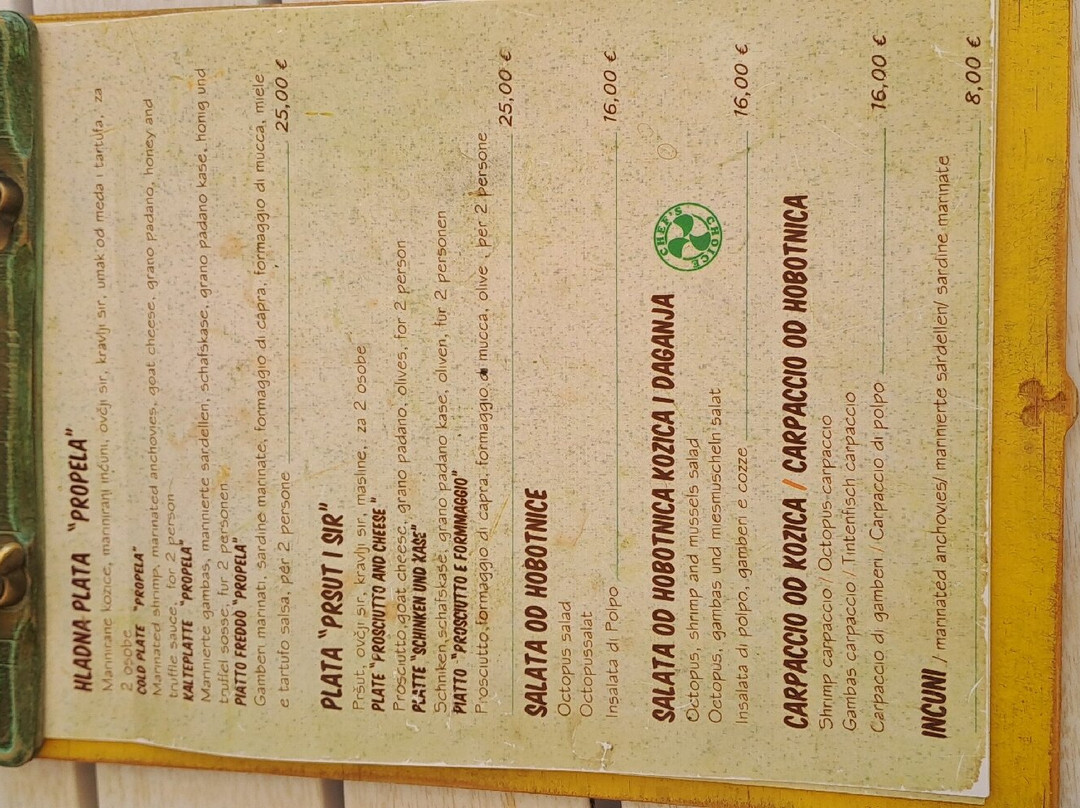 HLADNA PLATA "PROPELA"
Marinirane kozice, marinirani inćuni, ovčji sir, kravlji sir, umak od meda i tartufa, za
2 osobe
COLD PLATE "PROPELA"
Marinated shrimp, marinated anchovies, goat cheese, grano padano, honey and
truffle sauce, for 2 person
KALTEPLATTE "PROPELA"
Marinierte gambas, marinierte sardellen, schafskase, grano padano kase, honig und
truffel sosse, fur 2 personen
PIATTO FREDDO "PROPELA"
Gamberi marinati, sardine marinate, formaggio di capra, formaggio di mucca, miele
e tartufo salsa, per 2 persone 25,00 €
PLATA "PRSUT I SIR"
Pršut, ovčji sir, kravlji sir, masline, za 2 osobe
PLATE "PROSCIUTTO AND CHEESE"
Prosciutto, goat cheese, grano padano, olives, for 2 person
PLATTE "SCHINKEN UND KASE"
Schniken, schafskase, grano padano kase, oliven, fur 2 personen
PIATTO "PROSCIUTTO E FORMMAGGIO"
Prosciutto, formaggio di capra, formaggio di mucca, olive, per 2 persone
25,00 €
SALATA OD HOBOTNICE
Octopus salad
Octopussalat
Insalata di Polpo 16,00 €
SALATA OD HOBOTNICA KOZICA I DAGANJA
CHEF'S CHOICE
Octopus, shrimp and mussels salad
Octopus, gambas und miesmuscheln salat
Insalata di polpo, gamberi e cozze 16,00 €
CARPACCIO OD KOZICA / CARPACCIO OD HOBOTNICA
Shrimp carpaccio / Octopus-carpaccio
Gambas carpaccio / Tintenfisch carpaccio
Carpaccio di gamberi / Carpaccio di polpo 16,00 €
INCUNI / marinated anchovies/ marinierte sardellen/ sardine marinate
8,00 €